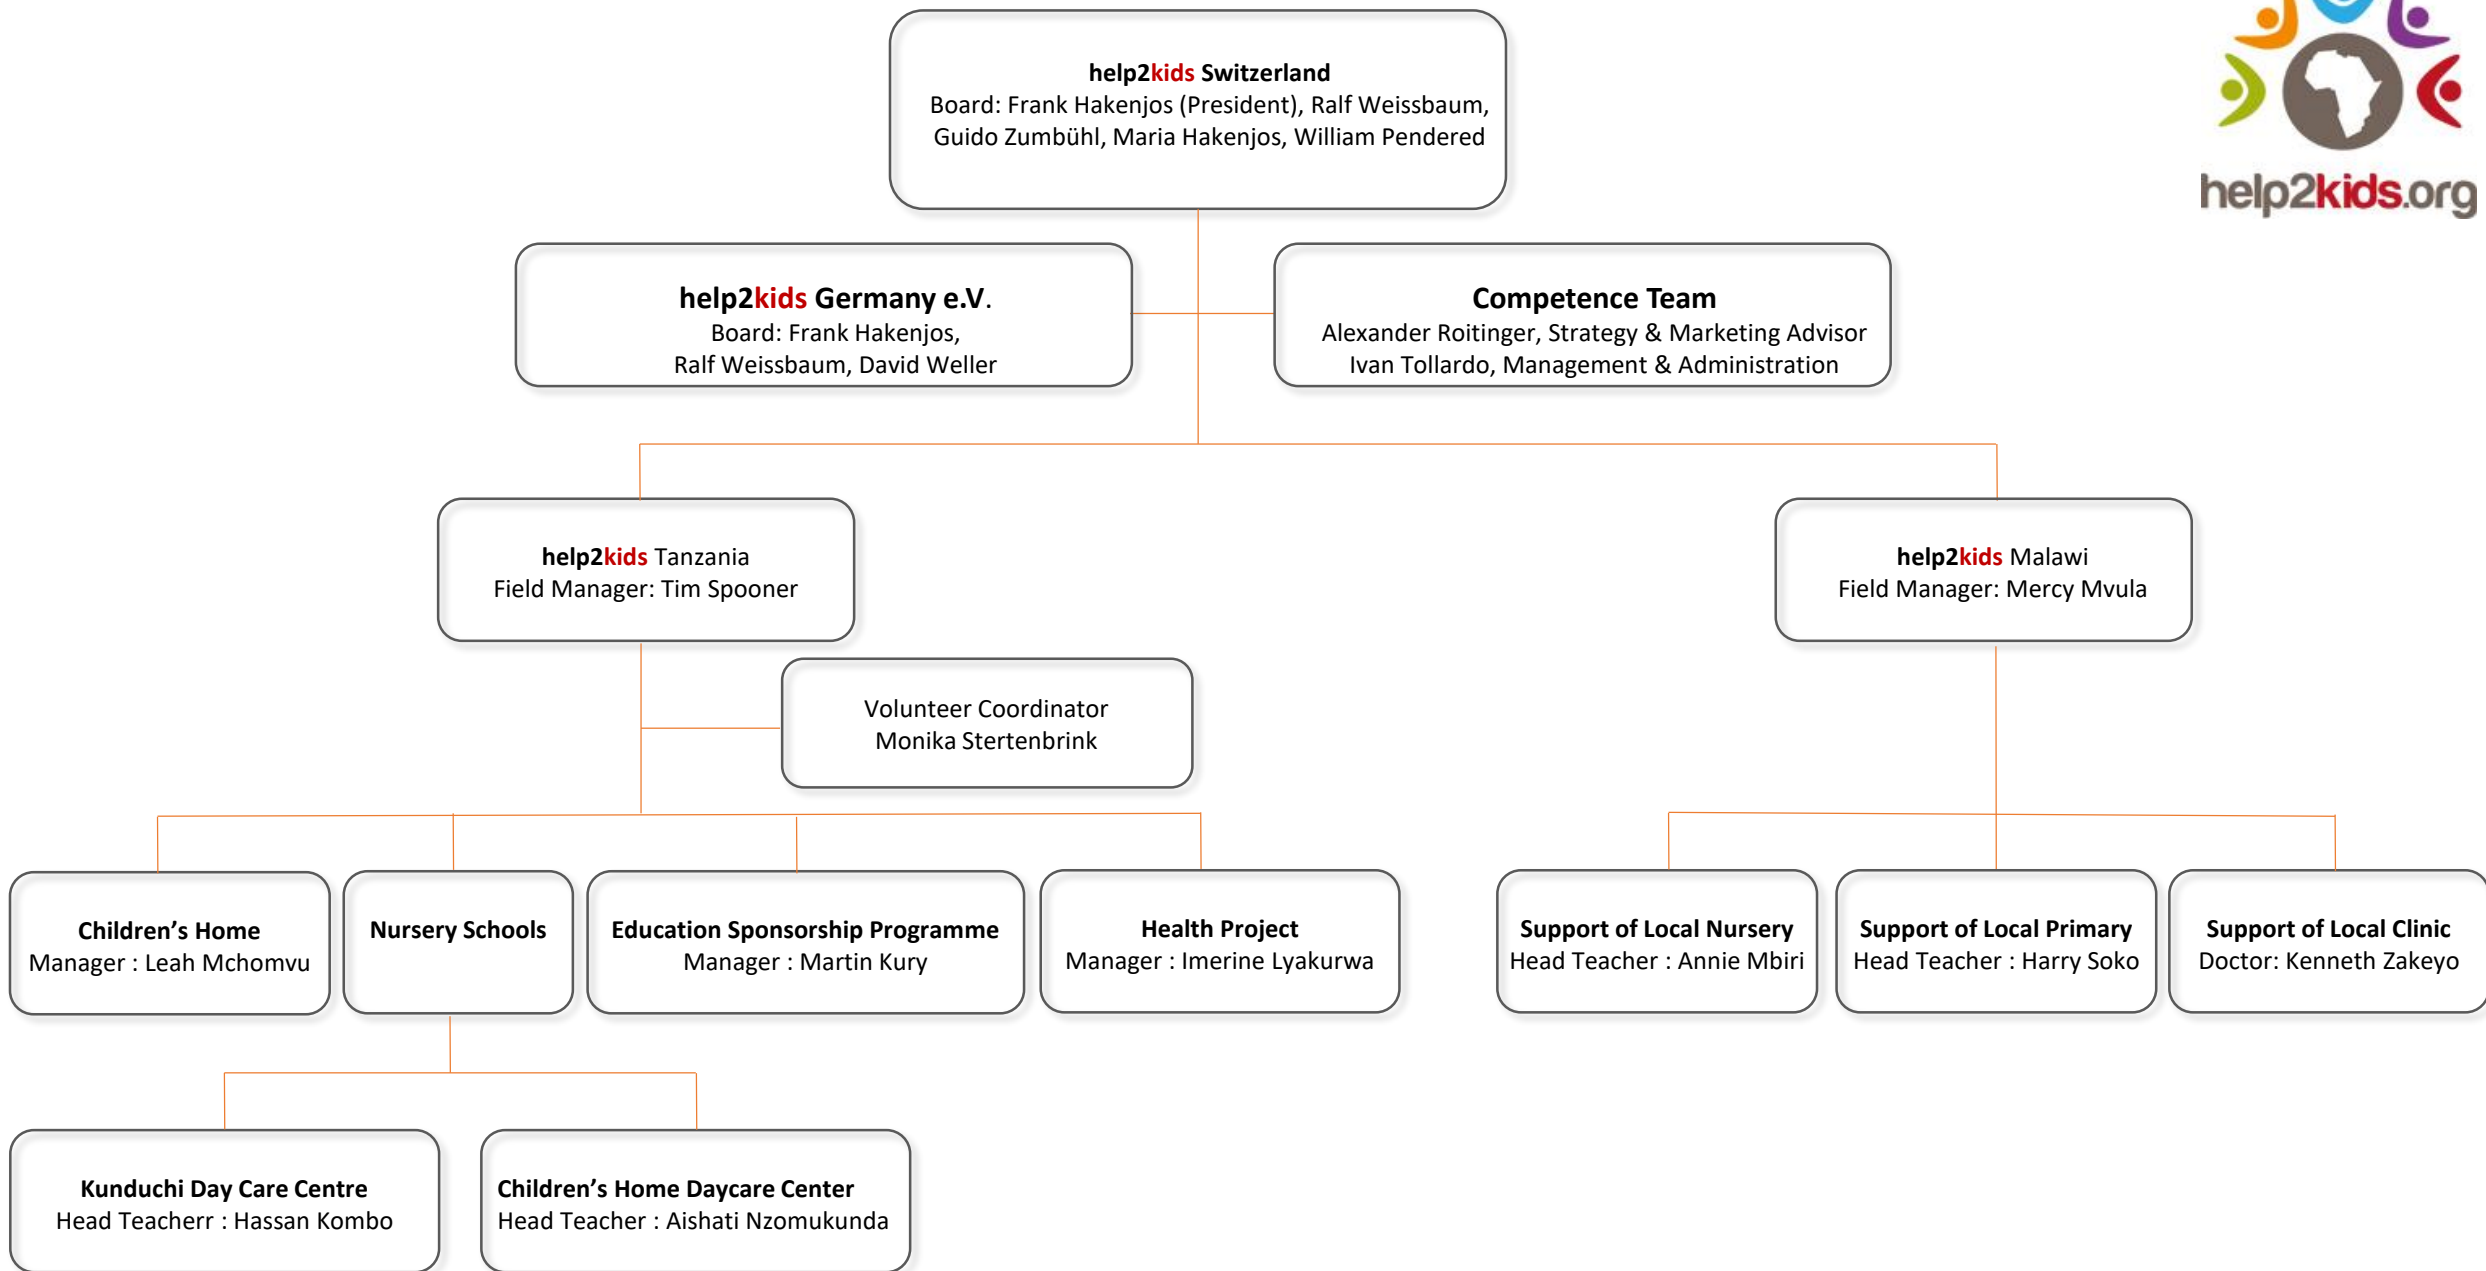 help2kids Switzerland
Board: Frank Hakenjos (President), Ralf Weissbaum,
Guido Zumbühl, Maria Hakenjos, William Pendered
help2kids.org
help2kids Germany e.V.
Board: Frank Hakenjos,
Ralf Weissbaum, David Weller
Competence Team
Alexander Roitinger, Strategy & Marketing Advisor
Ivan Tollardo, Management & Administration
help2kids Tanzania
Field Manager: Tim Spooner
help2kids Malawi
Field Manager: Mercy Mvula
Volunteer Coordinator
Monika Stertenbrink
Children’s Home
Manager : Leah Mchomvu
Nursery Schools
Education Sponsorship Programme
Manager : Martin Kury
Health Project
Manager : Imerine Lyakurwa
Support of Local Nursery
Head Teacher : Annie Mbiri
Support of Local Primary
Head Teacher : Harry Soko
Support of Local Clinic
Doctor: Kenneth Zakeyo
Kunduchi Day Care Centre
Head Teacherr : Hassan Kombo
Children’s Home Daycare Center
Head Teacher : Aishati Nzomukunda